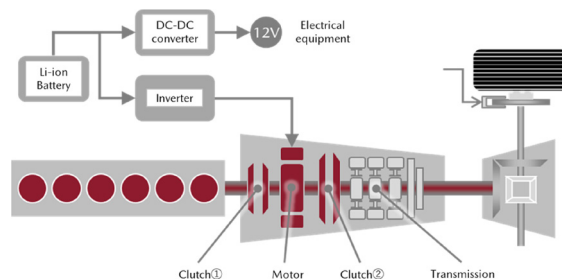 DC-DC
converter
12V
Electrical
equipment
Li-ion
Battery
Inverter
Clutch①
Motor
Clutch②
Transmission